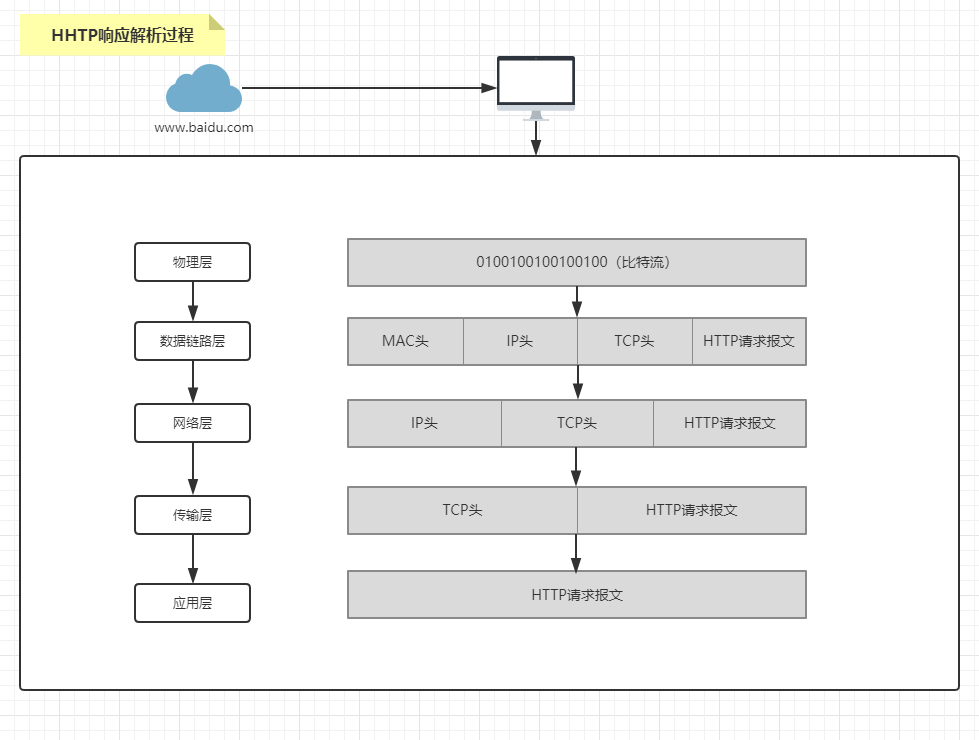 HHTP响应解析过程
www.baidu.com
物理层
0100100100100100（比特流）
数据链路层
MAC头
IP头
TCP头
HTTP请求报文
网络层
IP头
TCP头
HTTP请求报文
传输层
TCP头
HTTP请求报文
应用层
HTTP请求报文